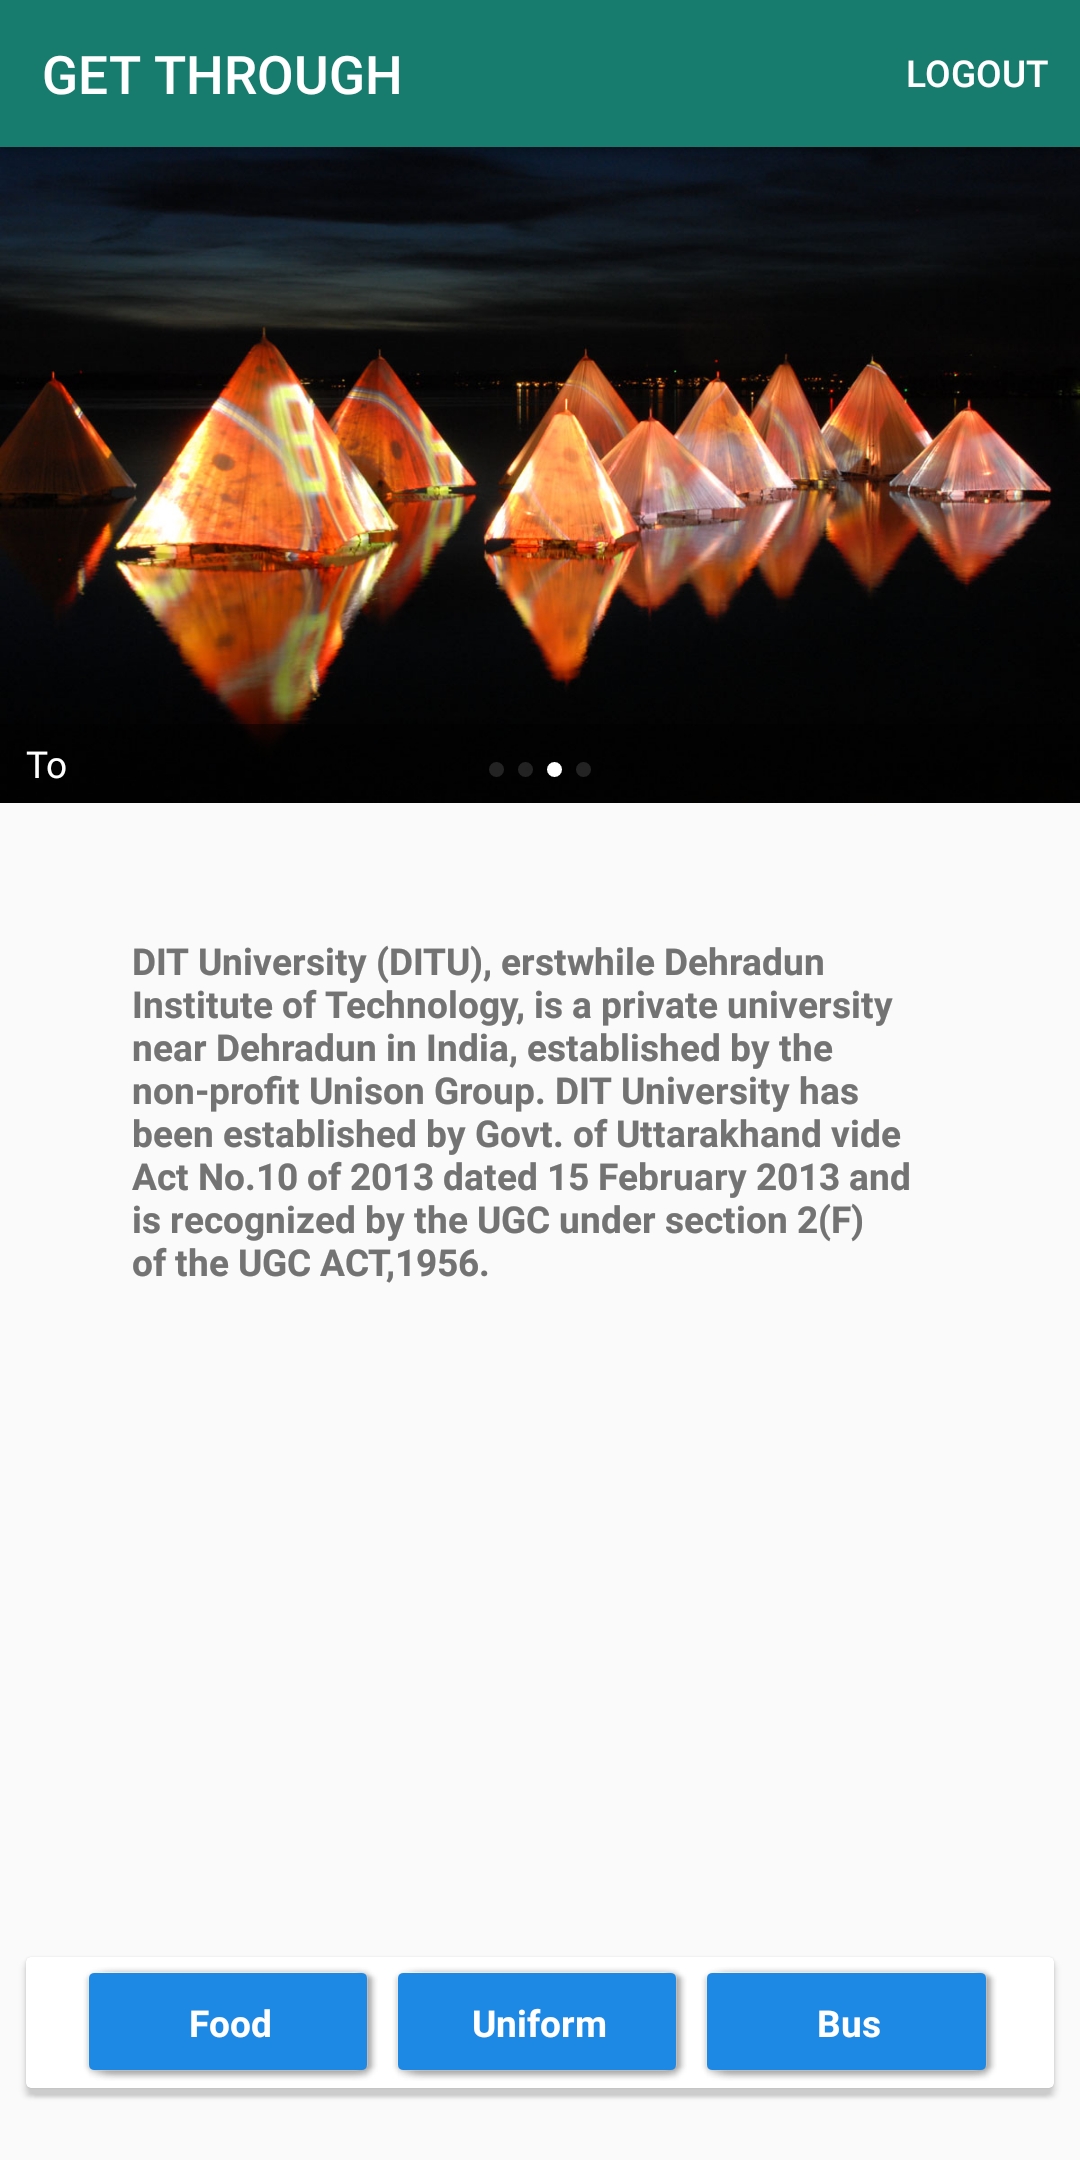 GET THROUGH
LOGOUT
To
DIT University (DITU), erstwhile Dehradun
Institute of Technology, is a private university
near Dehradun in India, established by the
non-profit Unison Group. DIT University has
been established by Govt. of Uttarakhand vide
Act No.10 of 2013 dated 15 February 2013 and
is recognized by the UGC under section 2(F)
of the UGC ACT,1956.
Food
Uniform
Bus